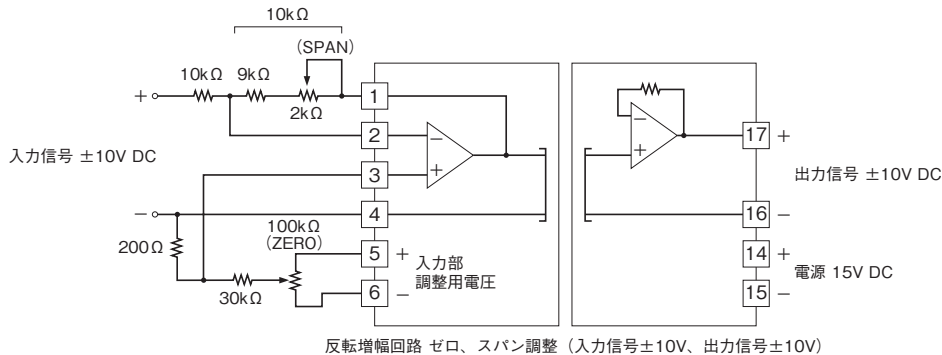 10kΩ
(SPAN)
10kΩ 9kΩ
2kΩ
+
1
2
3
4
5
6
入力信号 ±10V DC
−
200Ω
100kΩ
(ZERO)
30kΩ
+
−
入力部
調整用電圧
−
+
−
+
17 +
出力信号 ±10V DC
16 −
14 +
電源 15V DC
15 −
反転増幅回路 ゼロ、スパン調整（入力信号±10V、出力信号±10V）